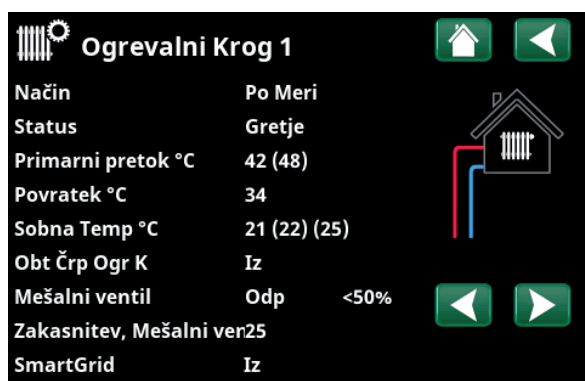 Ogrevalni Krog 1
Način Po Meri
Status Gretje
Primarni pretok °C 42 (48)
Povratek °C 34
Sobna Temp °C 21 (22) (25)
Obt Črp Ogr K Iz
Mešalni ventil Odp <50%
Zakasnitev, Mešalni ven25
SmartGrid Iz